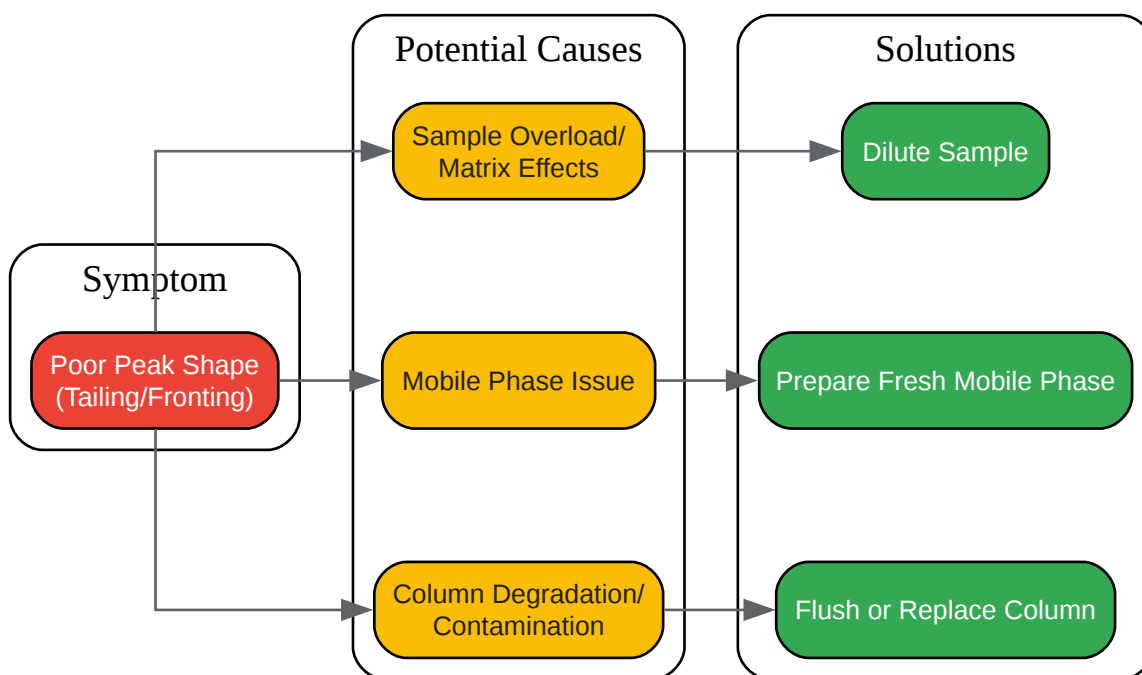 Potential Causes
Solutions
Sample Overload/
Matrix Effects
Dilute Sample
Symptom
Poor Peak Shape
(Tailing/Fronting)
Mobile Phase Issue
Prepare Fresh Mobile Phase
Column Degradation/
Contamination
Flush or Replace Column